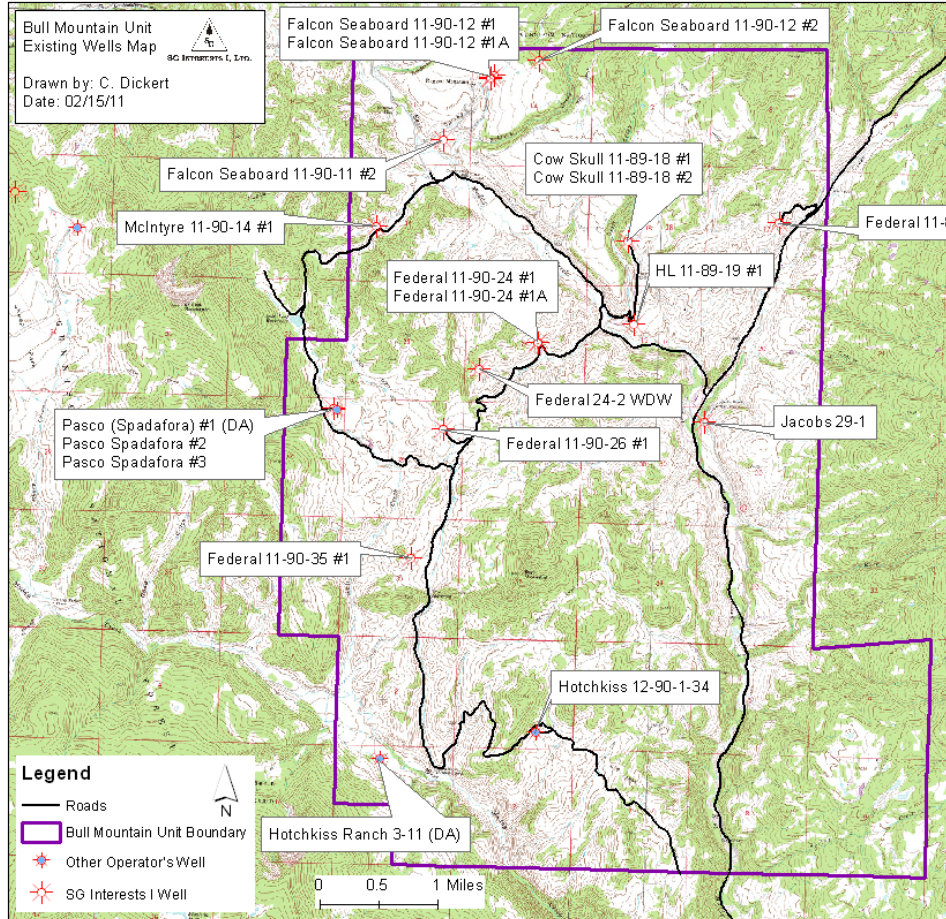 Bull Mountain Unit
Existing Wells Map
SG INTERESTS I, LTD.
Drawn by: C. Dickert
Date: 02/15/11
Falcon Seaboard 11-90-12 #1
Falcon Seaboard 11-90-12 #1A
Falcon Seaboard 11-90-12 #2
Falcon Seaboard 11-90-11 #2
Cow Skull 11-89-18 #1
Cow Skull 11-89-18 #2
McIntyre 11-90-14 #1
Federal 11-8
Federal 11-90-24 #1
Federal 11-90-24 #1A
HL 11-89-19 #1
Federal 24-2 WDW
Pasco (Spadafora) #1 (DA)
Pasco Spadafora #2
Pasco Spadafora #3
Federal 11-90-26 #1
Jacobs 29-1
Federal 11-90-35 #1
Hotchkiss 12-90-1-34
Hotchkiss Ranch 3-11 (DA)
Legend
Roads
Bull Mountain Unit Boundary
Other Operator's Well
SG Interests I Well
N
0 0.5 1 Miles